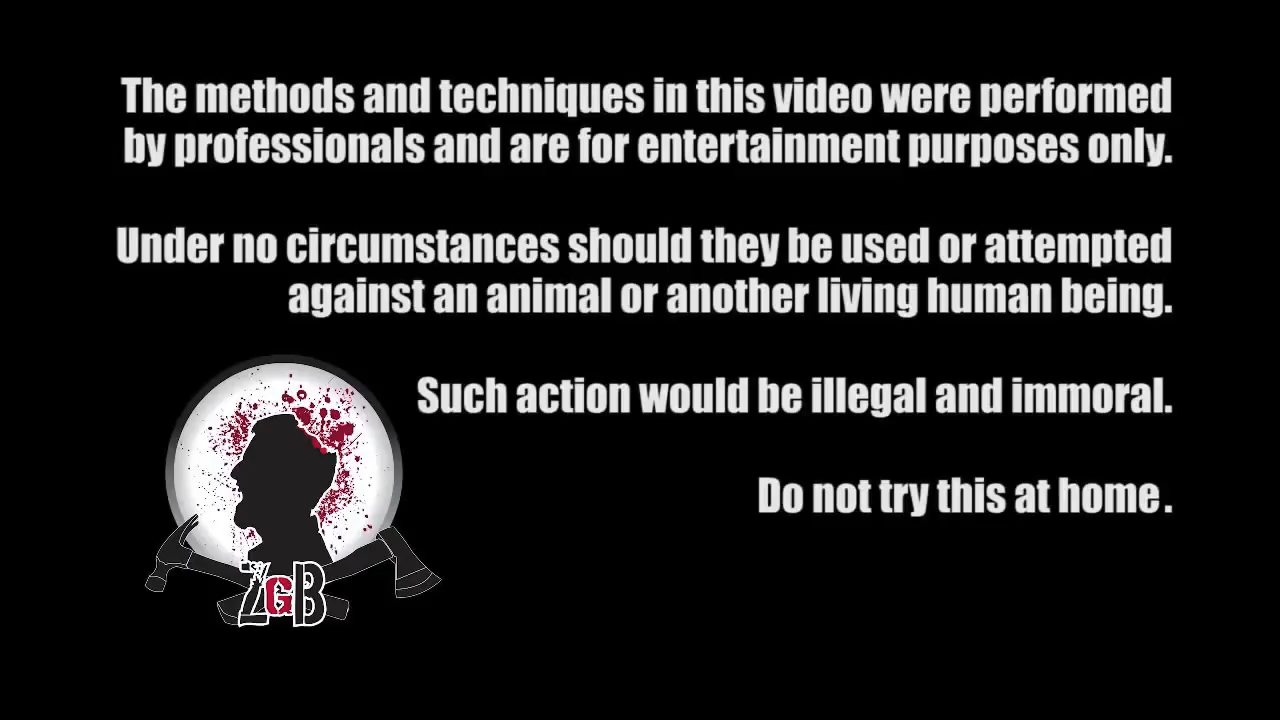 The methods and techniques in this video were performed
by professionals and are for entertainment purposes only.
Under no circumstances should they be used or attempted
against an animal or another living human being.
Such action would be illegal and immoral.
Do not try this at home.
ZGB